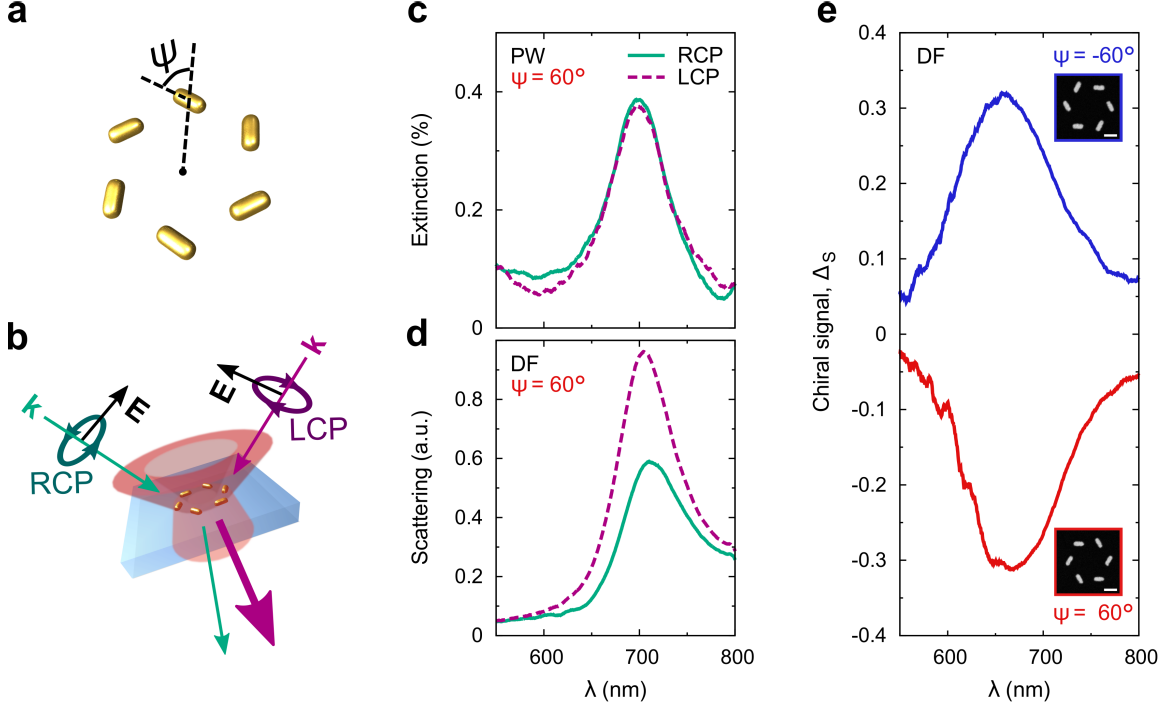 a
ψ
b
k
E
RCP
k
E
LCP
c
PW
ψ = 60°
RCP
LCP
Extinction (%)
0.4
0.2
0
d
DF
ψ = 60°
Scattering (a.u.)
0.8
0.6
0.4
0.2
0
600 700 800
λ (nm)
e
DF
ψ = -60°
Chiral signal, ΔS
0.4
0.3
0.2
0.1
0
-0.1
-0.2
-0.3
-0.4
ψ = 60°
600 700 800
λ (nm)